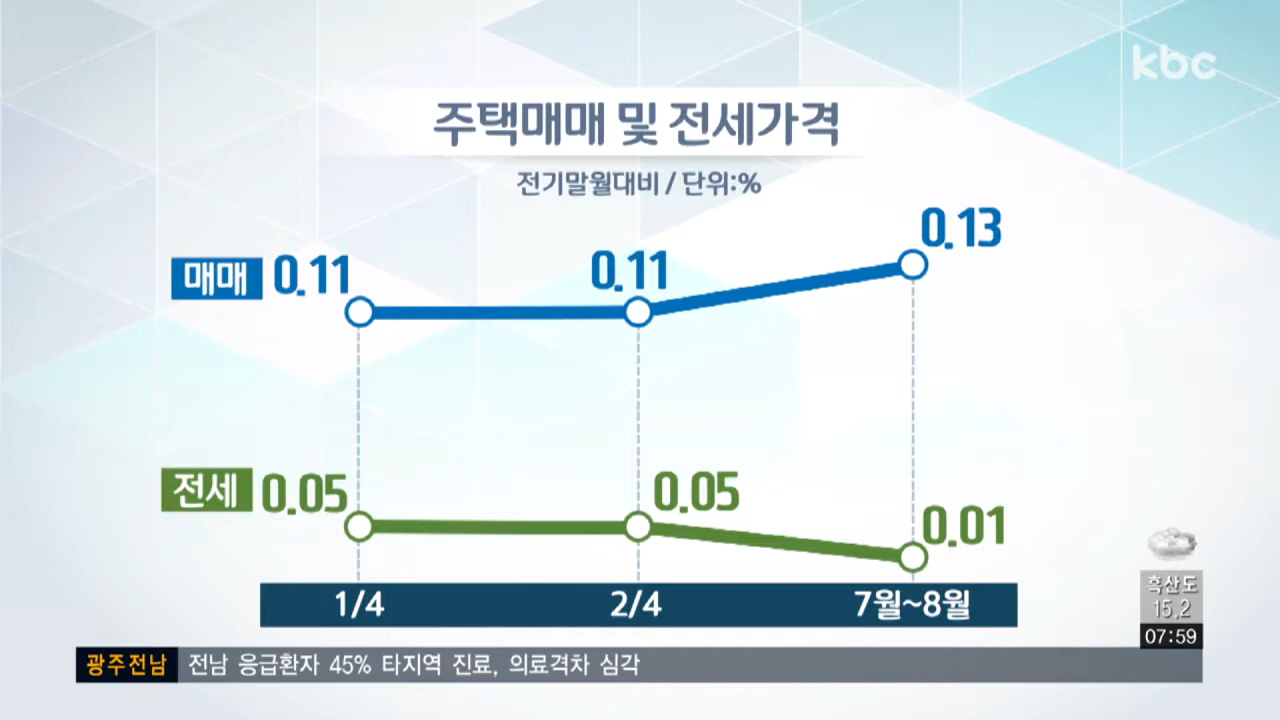 kbc
주택매매 및 전세가격
전기말월대비 / 단위:%
매매 0.11 0.11 0.13
전세 0.05 0.05 0.01
1/4 2/4 7월~8월
흑산도
15.2
07:59
광주전남 전남 응급환자 45% 타지역 진료, 의료격차 심각